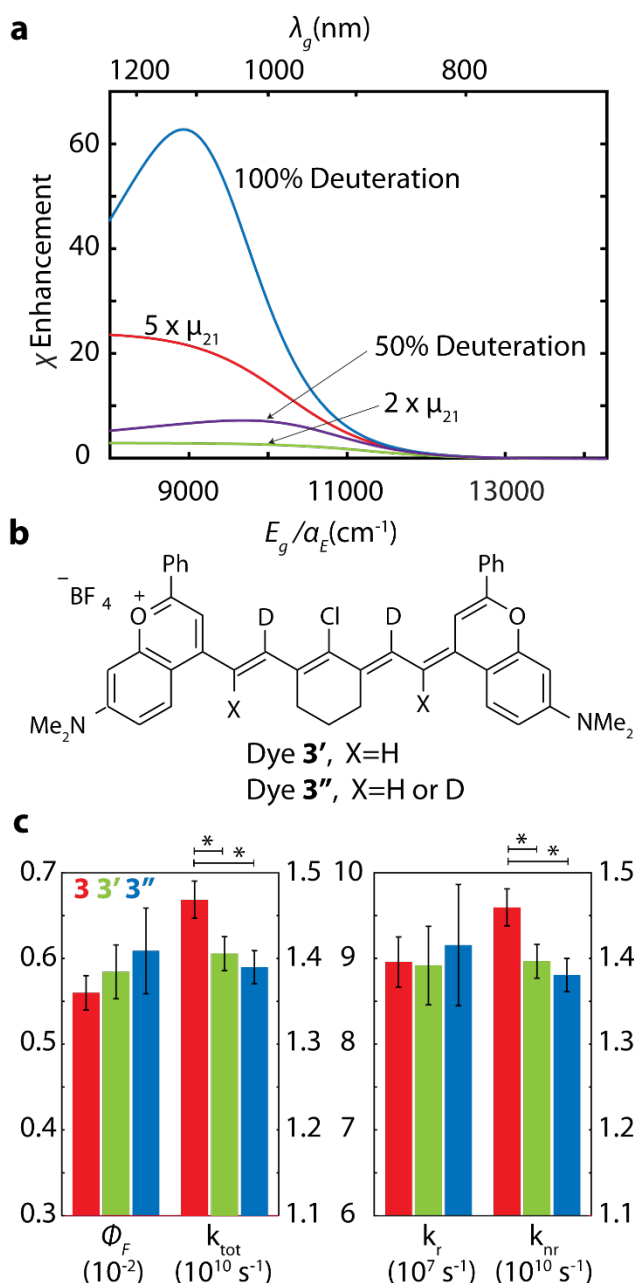 a
λg(nm)
1200 1000 800
60
40
20
0
χ Enhancement
100% Deuteration
5 x μ21
50% Deuteration
2 x μ21
9000 11000 13000
Eg/αE(cm-1)
b
Ph Ph
−BF4 + O D Cl D O
Me2N X X NMe2
Dye 3′, X=H
Dye 3″, X=H or D
c
* *
* *
0.7 1.5 10 1.5
3 3′ 3″
0.6 1.4 9 1.4
0.5 1.3 8 1.3
0.4 1.2 7 1.2
0.3 1.1 6 1.1
ΦF ktot kr knr
(10-2) (1010 s-1) (107 s-1) (1010 s-1)